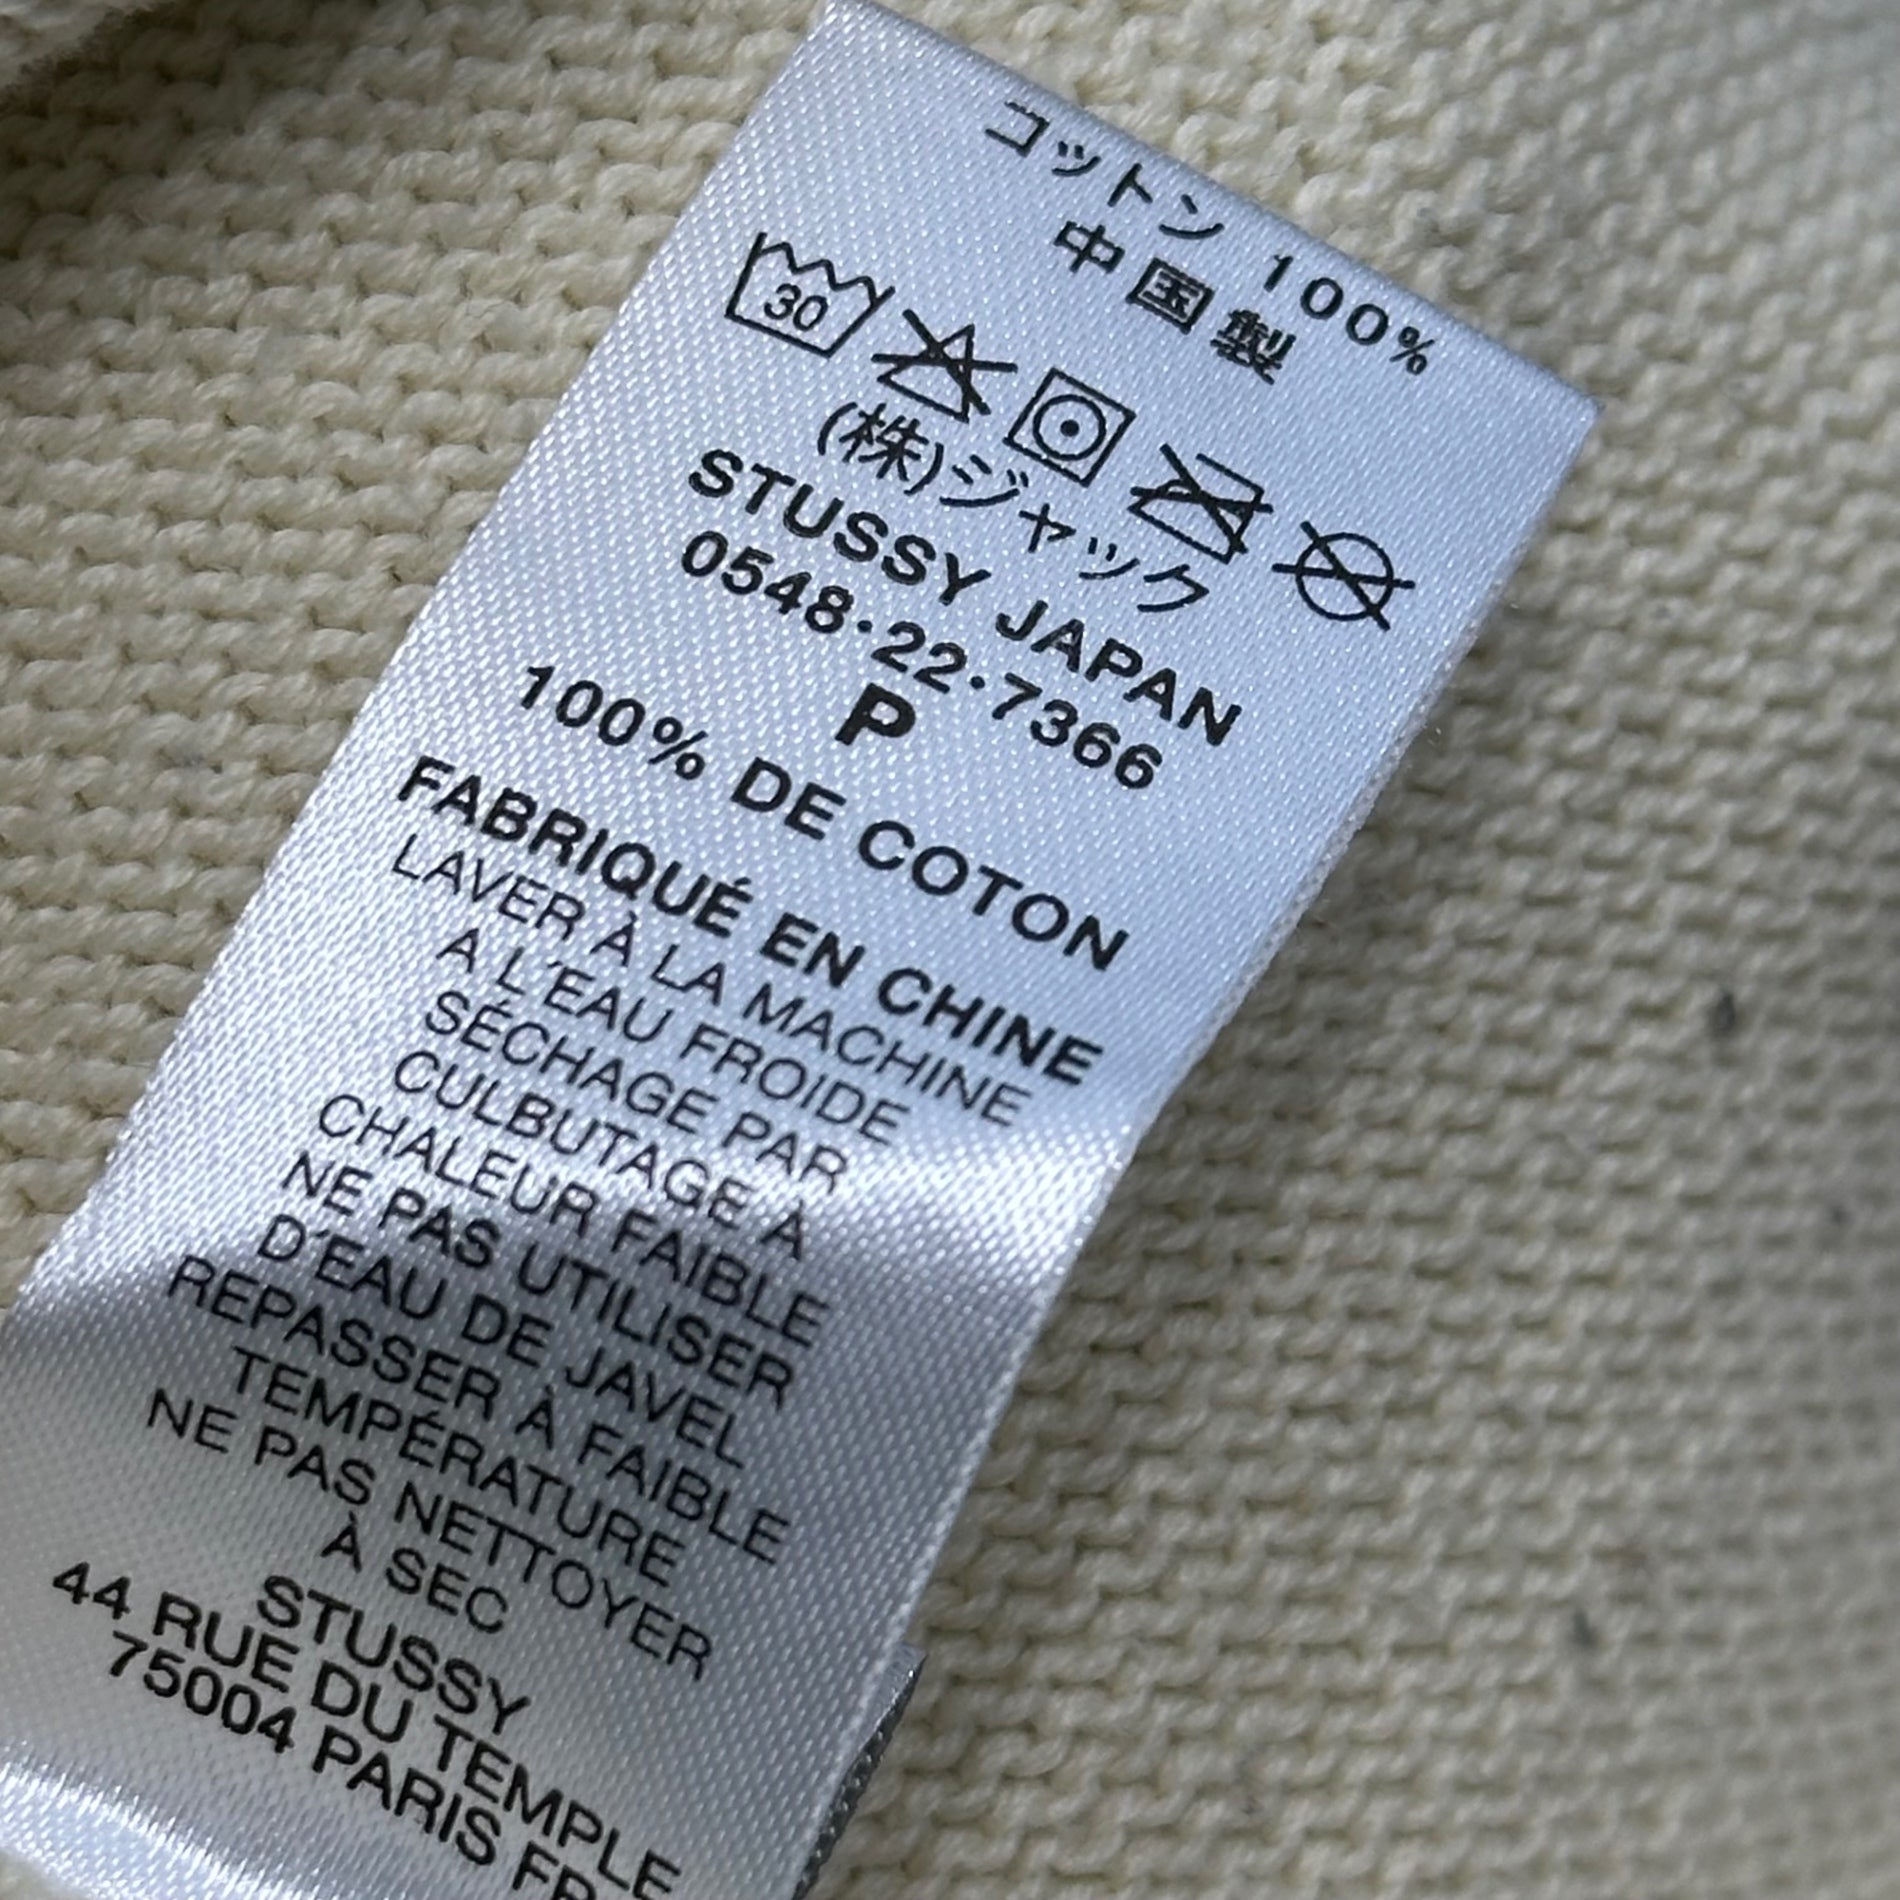 コットン 100%
中国製
30
(株)ジャック
STUSSY JAPAN
0548·22·7366
P
100% DE COTON
FABRIQUÉ EN CHINE
LAVER À LA MACHINE
A L'EAU FROIDE
SÉCHAGE PAR
CULBUTAGE À
CHALEUR FAIBLE
NE PAS UTILISER
D'EAU DE JAVEL
REPASSER À FAIBLE
TEMPÉRATURE
NE PAS NETTOYER
À SEC
STUSSY
44 RUE DU TEMPLE
75004 PARIS FR